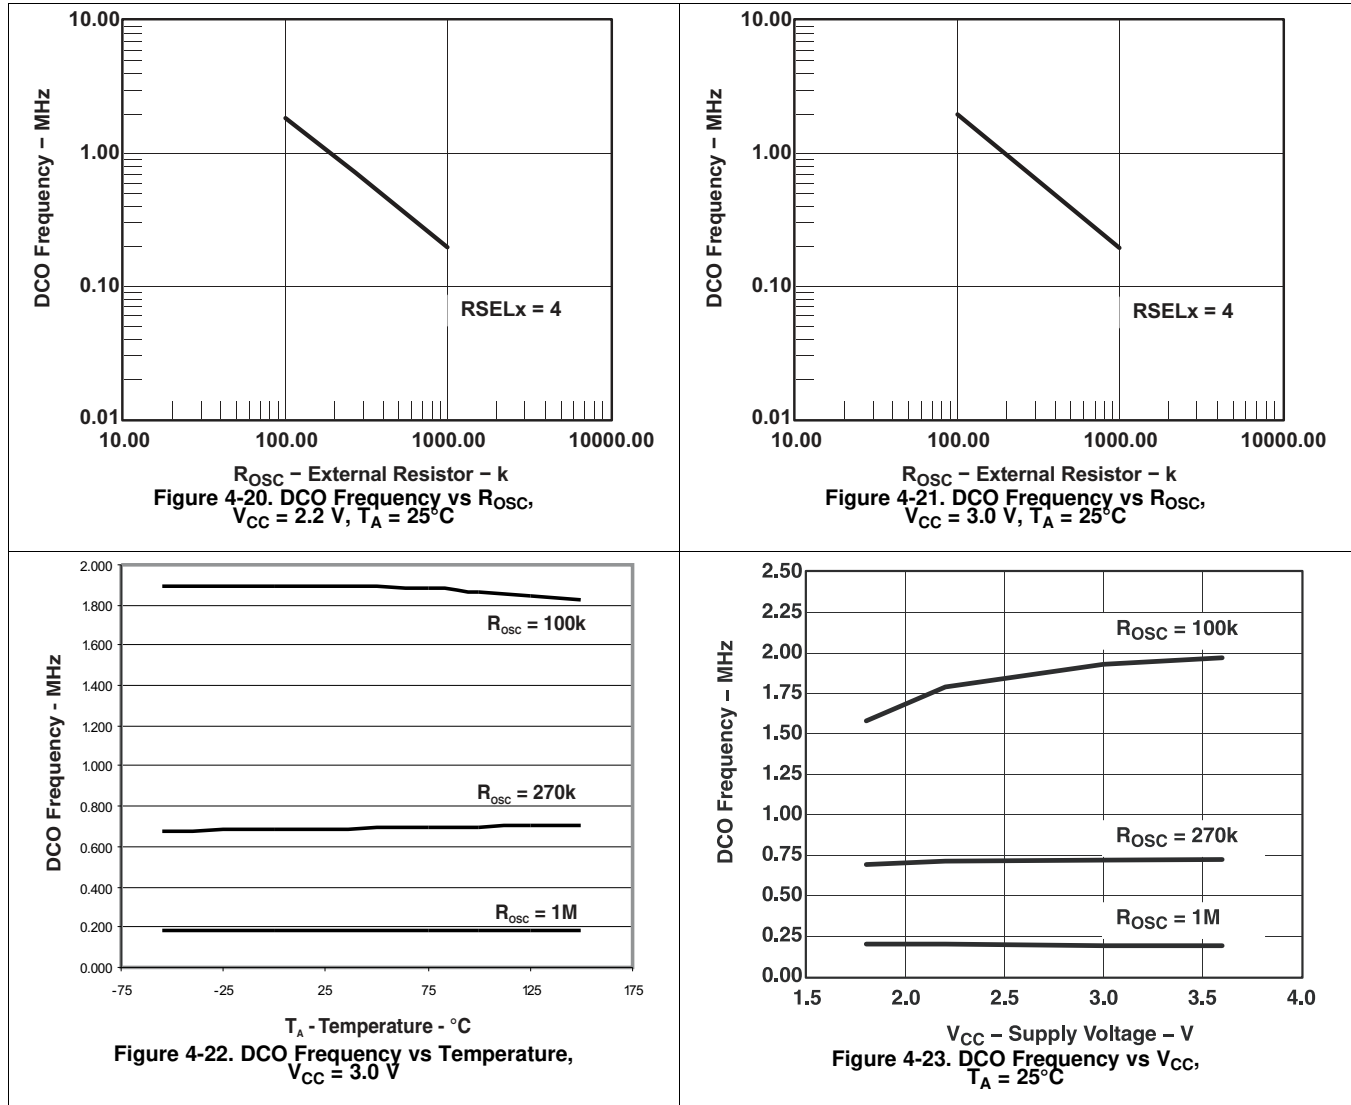 10.00
1.00
0.10
0.01
DCO Frequency – MHz
RSELx = 4
10.00 100.00 1000.00 10000.00
ROSC – External Resistor – k
Figure 4-20. DCO Frequency vs ROSC,
VCC = 2.2 V, TA = 25°C
10.00
1.00
0.10
0.01
DCO Frequency – MHz
RSELx = 4
10.00 100.00 1000.00 10000.00
ROSC – External Resistor – k
Figure 4-21. DCO Frequency vs ROSC,
VCC = 3.0 V, TA = 25°C
2.000
1.800
1.600
1.400
1.200
1.000
0.800
0.600
0.400
0.200
0.000
DCO Frequency - MHz
ROSC = 100k
ROSC = 270k
ROSC = 1M
-75 -25 25 75 125 175
TA - Temperature - °C
Figure 4-22. DCO Frequency vs Temperature,
VCC = 3.0 V
2.50
2.25
2.00
1.75
1.50
1.25
1.00
0.75
0.50
0.25
0.00
DCO Frequency – MHz
ROSC = 100k
ROSC = 270k
ROSC = 1M
1.5 2.0 2.5 3.0 3.5 4.0
VCC – Supply Voltage – V
Figure 4-23. DCO Frequency vs VCC,
TA = 25°C